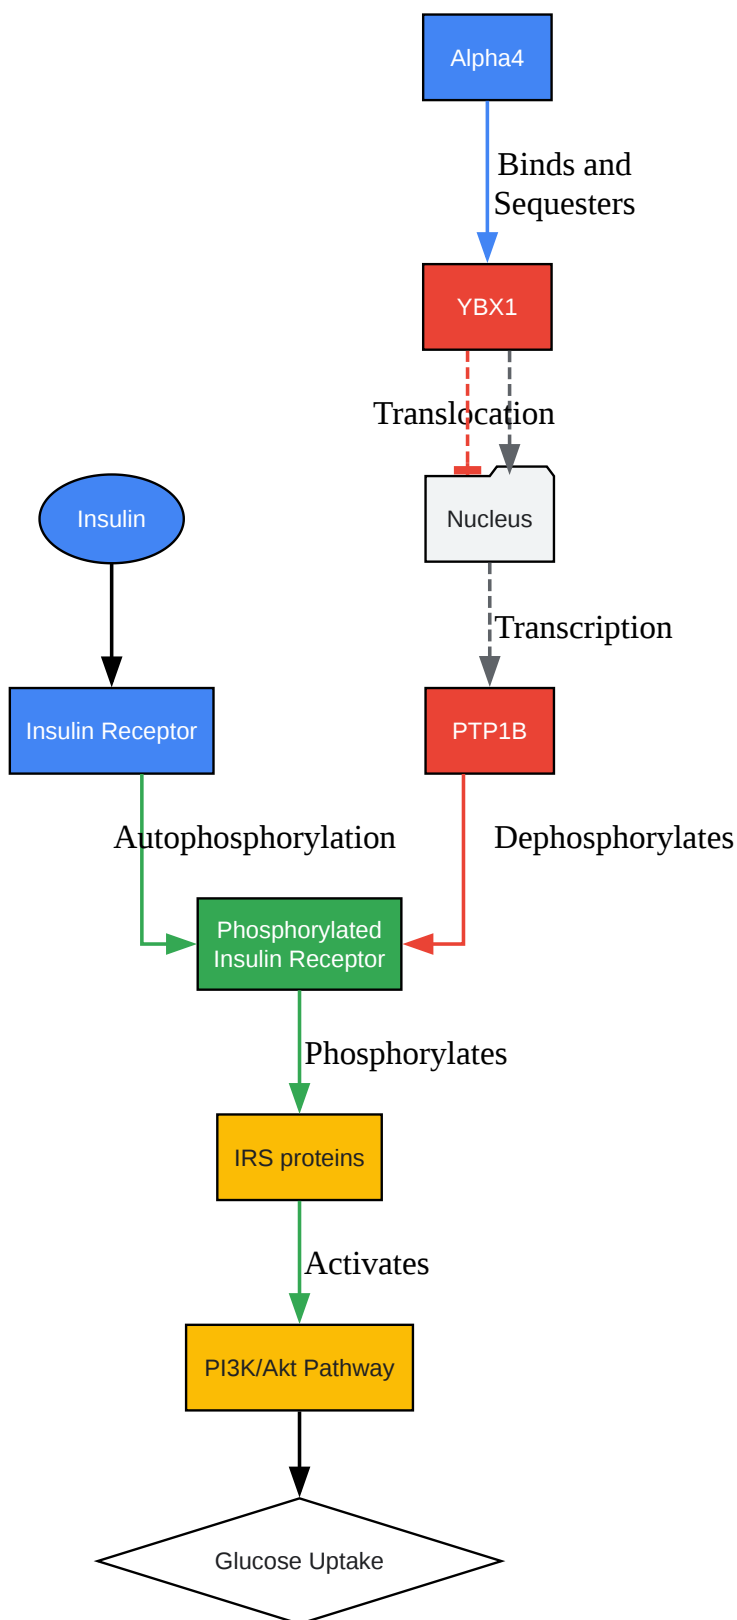 Alpha4
Binds and
Sequesters
YBX1
Translocation
Insulin
Nucleus
Transcription
Insulin Receptor
PTP1B
Autophosphorylation
Dephosphorylates
Phosphorylated
Insulin Receptor
Phosphorylates
IRS proteins
Activates
PI3K/Akt Pathway
Glucose Uptake